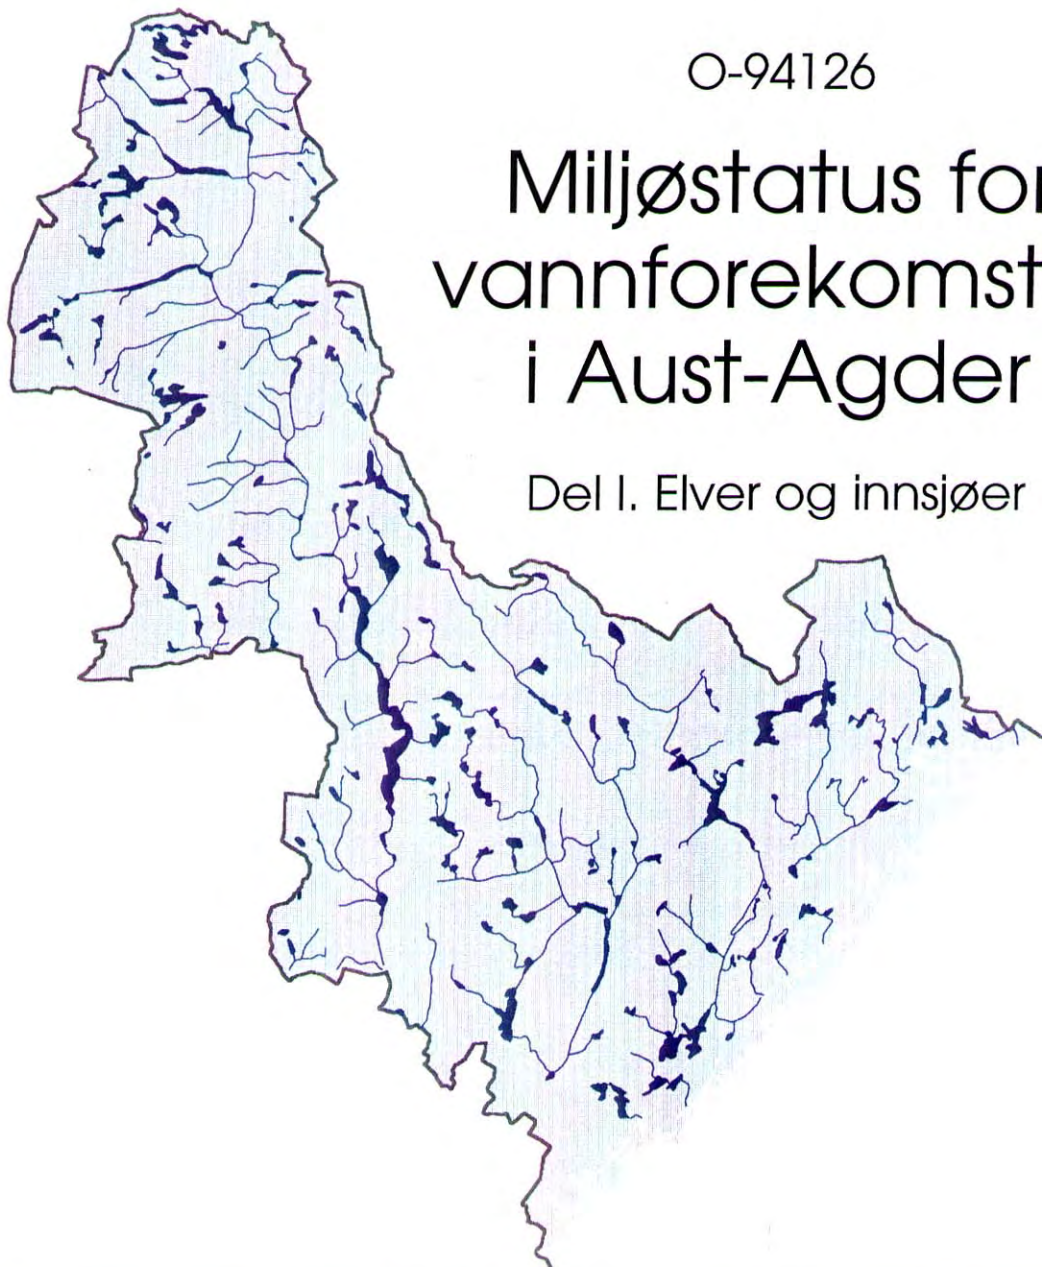 O-94126
Miljøstatus for
vannforekomst
i Aust-Agder
Del I. Elver og innsjøer